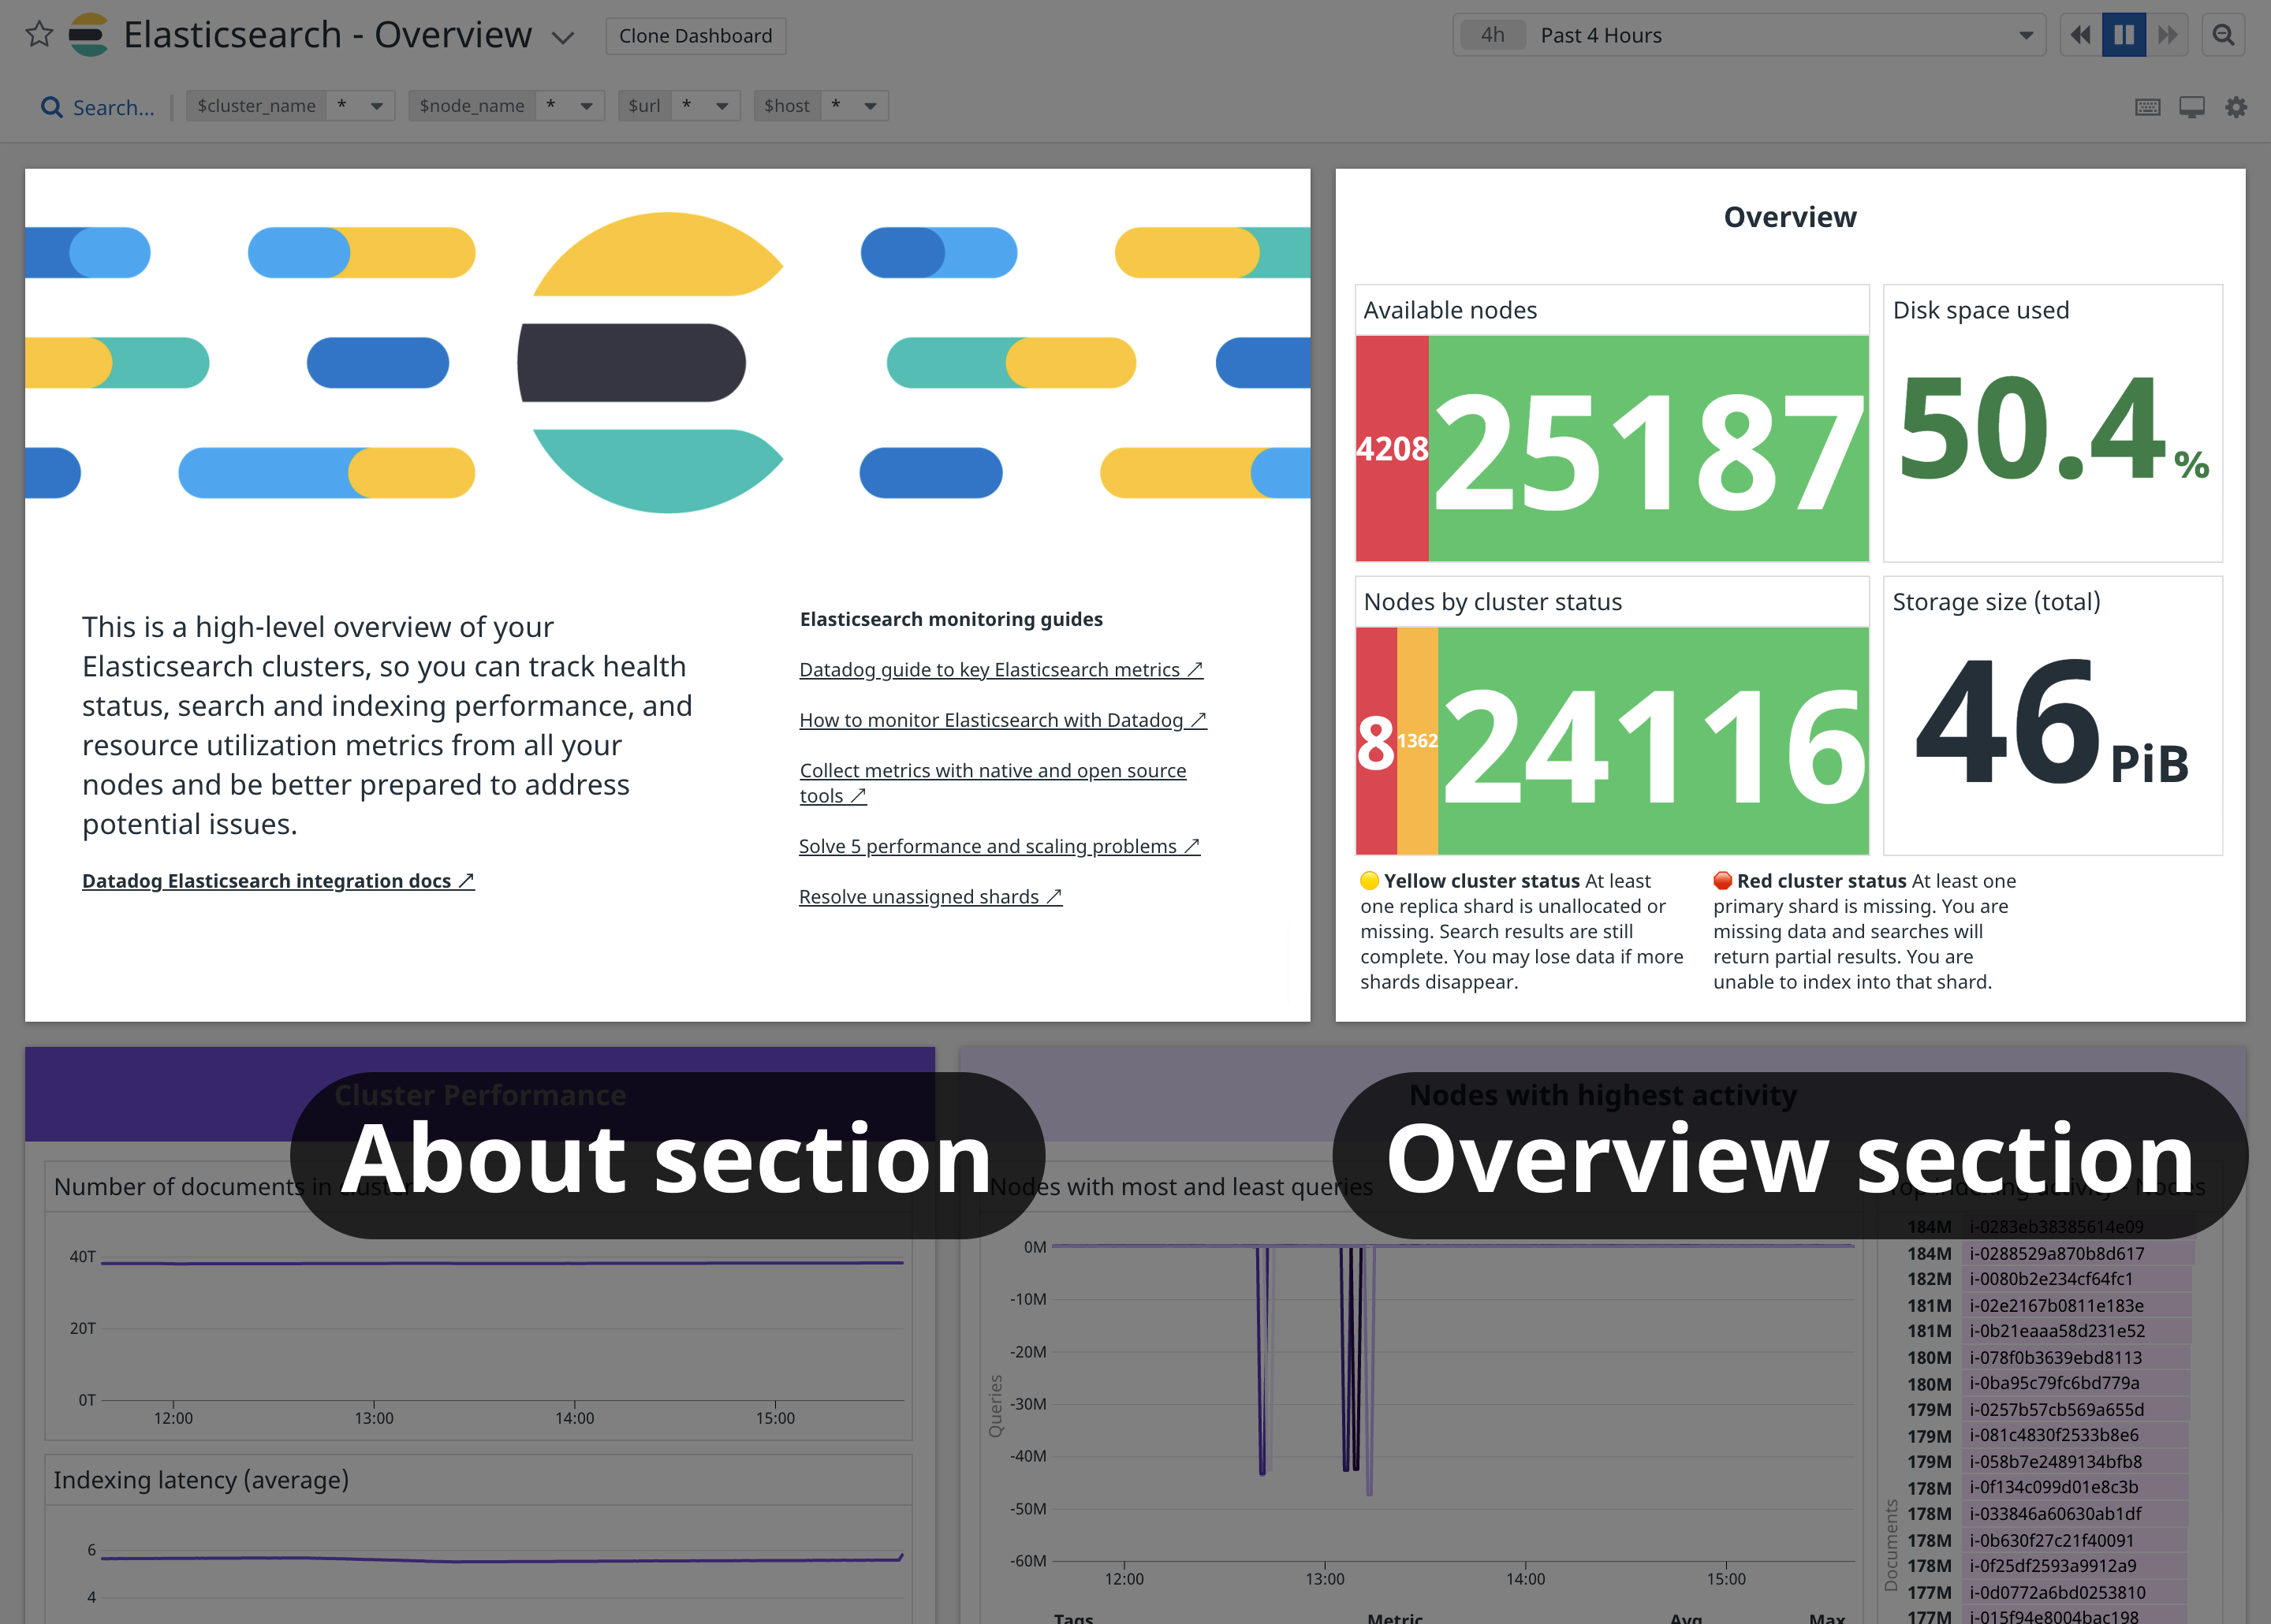 Elasticsearch - Overview
Clone Dashboard
4h Past 4 Hours
Search...
$cluster_name *
$node_name *
$url *
$host *
This is a high-level overview of your
Elasticsearch clusters, so you can track health
status, search and indexing performance, and
resource utilization metrics from all your
nodes and be better prepared to address
potential issues.
Datadog Elasticsearch integration docs ↗
Elasticsearch monitoring guides
Datadog guide to key Elasticsearch metrics ↗
How to monitor Elasticsearch with Datadog ↗
Collect metrics with native and open source
tools ↗
Solve 5 performance and scaling problems ↗
Resolve unassigned shards ↗
Overview
Available nodes
4208
25187
Disk space used
50.4 %
Nodes by cluster status
8
1362
24116
Storage size (total)
46 PiB
Yellow cluster status At least
one replica shard is unallocated or
missing. Search results are still
complete. You may lose data if more
shards disappear.
Red cluster status At least one
primary shard is missing. You are
missing data and searches will
return partial results. You are
unable to index into that shard.
About section
Overview section
Cluster Performance
Number of documents in cluster
40T
20T
0T
12:00
13:00
14:00
15:00
Indexing latency (average)
6
4
Nodes with highest activity
Nodes with most and least queries
Queries
0M
-10M
-20M
-30M
-40M
-50M
-60M
12:00
13:00
14:00
15:00
Tags
Metric
Avg
Max
Top indexing activity - Nodes
Documents
184M i-0283eb38385614e09
184M i-0288529a870b8d617
182M i-0080b2e234cf64fc1
181M i-02e2167b0811e183e
181M i-0b21eaaa58d231e52
180M i-078f0b3639ebd8113
180M i-0ba95c79fc6bd779a
179M i-0257b57cb569a655d
179M i-081c4830f2533b8e6
179M i-058b7e2489134bfb8
178M i-0f134c099d01e8c3b
178M i-033846a60630ab1df
178M i-0b630f27c21f40091
178M i-0f25df2593a9912a9
177M i-0d0772a6bd0253810
177M i-015f94e8004bac198